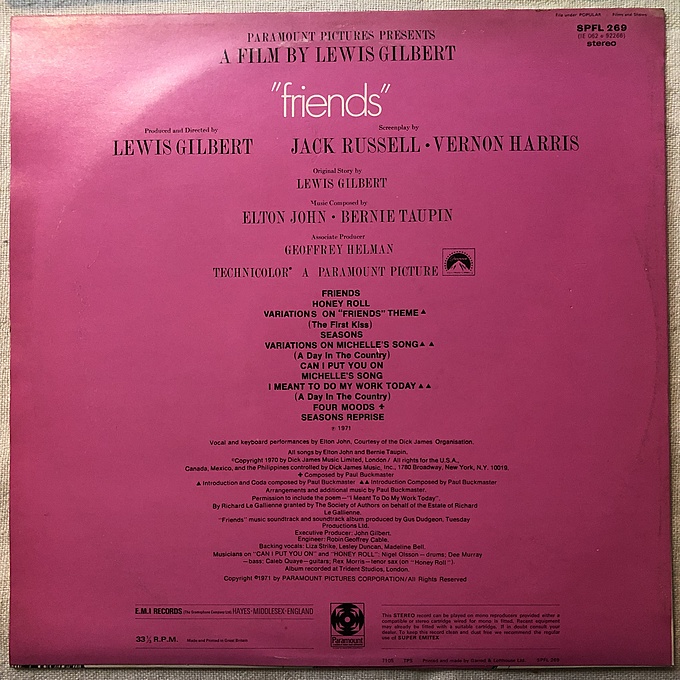 File under POPULAR : Films and Shows
SPFL 269
(1E 062 o 92268)
stereo
PARAMOUNT PICTURES PRESENTS
A FILM BY LEWIS GILBERT
"friends"
Produced and Directed by
LEWIS GILBERT
Screenplay by
JACK RUSSELL • VERNON HARRIS
Original Story by
LEWIS GILBERT
Music Composed by
ELTON JOHN • BERNIE TAUPIN
Associate Producer
GEOFFREY HELMAN
TECHNICOLOR® A PARAMOUNT PICTURE
FRIENDS
HONEY ROLL
VARIATIONS ON "FRIENDS" THEME ▲
(The First Kiss)
SEASONS
VARIATIONS ON MICHELLE'S SONG ▲ ▲
(A Day In The Country)
CAN I PUT YOU ON
MICHELLE'S SONG
I MEANT TO DO MY WORK TODAY ▲ ▲
(A Day In The Country)
FOUR MOODS +
SEASONS REPRISE
℗ 1971
Vocal and keyboard performances by Elton John, Courtesy of the Dick James Organisation.
All songs by Elton John and Bernie Taupin.
©Copyright 1970 by Dick James Music Limited, London / All rights for the U.S.A.,
Canada, Mexico, and the Philippines controlled by Dick James Music, Inc., 1780 Broadway, New York, N.Y. 10019.
+ Composed by Paul Buckmaster
▲ Introduction and Coda composed by Paul Buckmaster ▲▲ Introduction Composed by Paul Buckmaster
Arrangements and additional music by Paul Buckmaster.
Permission to include the poem—"I Meant To Do My Work Today".
By Richard Le Gallienne granted by The Society of Authors on behalf of the Estate of Richard
Le Gallienne.
"Friends" music soundtrack and soundtrack album produced by Gus Dudgeon, Tuesday
Productions Ltd.
Executive Producer: John Gilbert.
Engineer: Robin Geoffrey Cable.
Backing vocals: Liza Strike, Lesley Duncan, Madeline Bell.
Musicians on "CAN I PUT YOU ON" and "HONEY ROLL"; Nigel Olsson—drums; Dee Murray
—bass; Caleb Quaye—guitars; Rex Morris—tenor sax (on "Honey Roll")
Album recorded at Trident Studios, London.
Copyright ©1971 by PARAMOUNT PICTURES CORPORATION/All Rights Reserved
E.M.I RECORDS (The Gramophone Company Ltd.) HAYES•MIDDLESEX•ENGLAND
33⅓ R.P.M. Made and Printed in Great Britain
Paramount
This STEREO record can be played on mono reproducers provided either a
compatible or stereo cartridge wired for mono is fitted. Recent equipment
may already be fitted with a suitable cartridge. If in doubt consult your
dealer. To keep this record clean and dust free we recommend the regular
use of SUPER EMITEX
7105 TPS Printed and made by Garrod & Lofthouse Ltd. SPFL 269